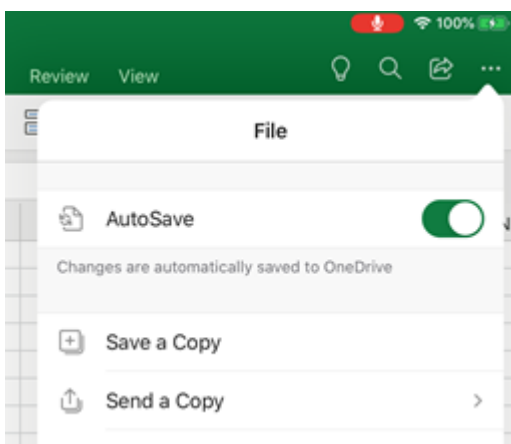 100%
Review View
File
AutoSave
Changes are automatically saved to OneDrive
Save a Copy
Send a Copy